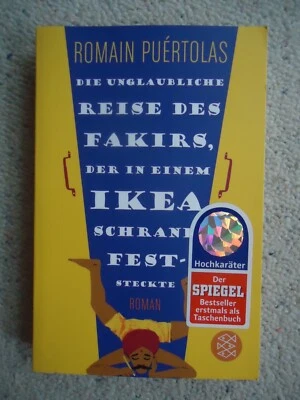 ROMAIN PUÉRTOLAS
DIE UNGLAUBLICHE
REISE DES
FAKIRS,
DER IN EINEM
IKEA
SCHRANK
FEST-
STECKTE
ROMAN
Hochkaräter
Der
SPIEGEL
Bestseller
erstmals als
Taschenbuch